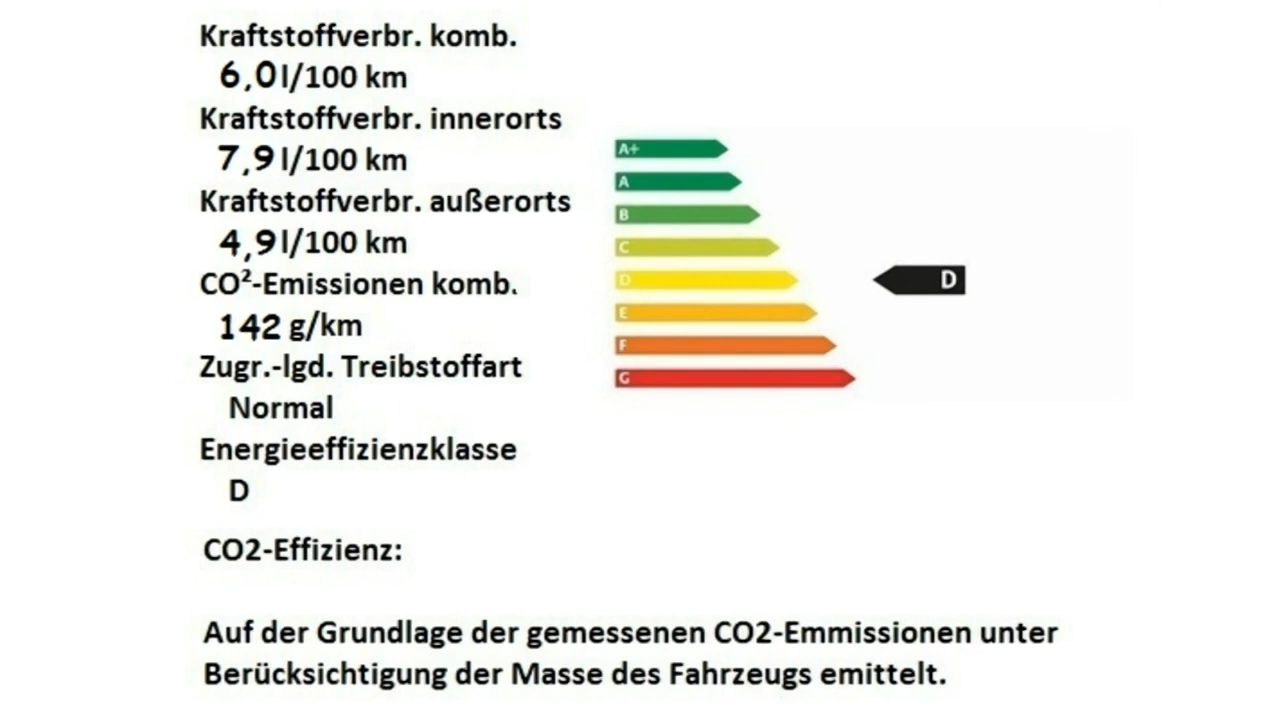 Kraftstoffverbr. komb.
6,0 l/100 km
Kraftstoffverbr. innerorts
7,9 l/100 km
Kraftstoffverbr. außerorts
4,9 l/100 km
CO²-Emissionen komb.
142 g/km
Zugr.-lgd. Treibstoffart
Normal
Energieeffizienzklasse
D
A+
A
B
C
D
D
E
F
G
CO2-Effizienz:
Auf der Grundlage der gemessenen CO2-Emmissionen unter
Berücksichtigung der Masse des Fahrzeugs emittelt.